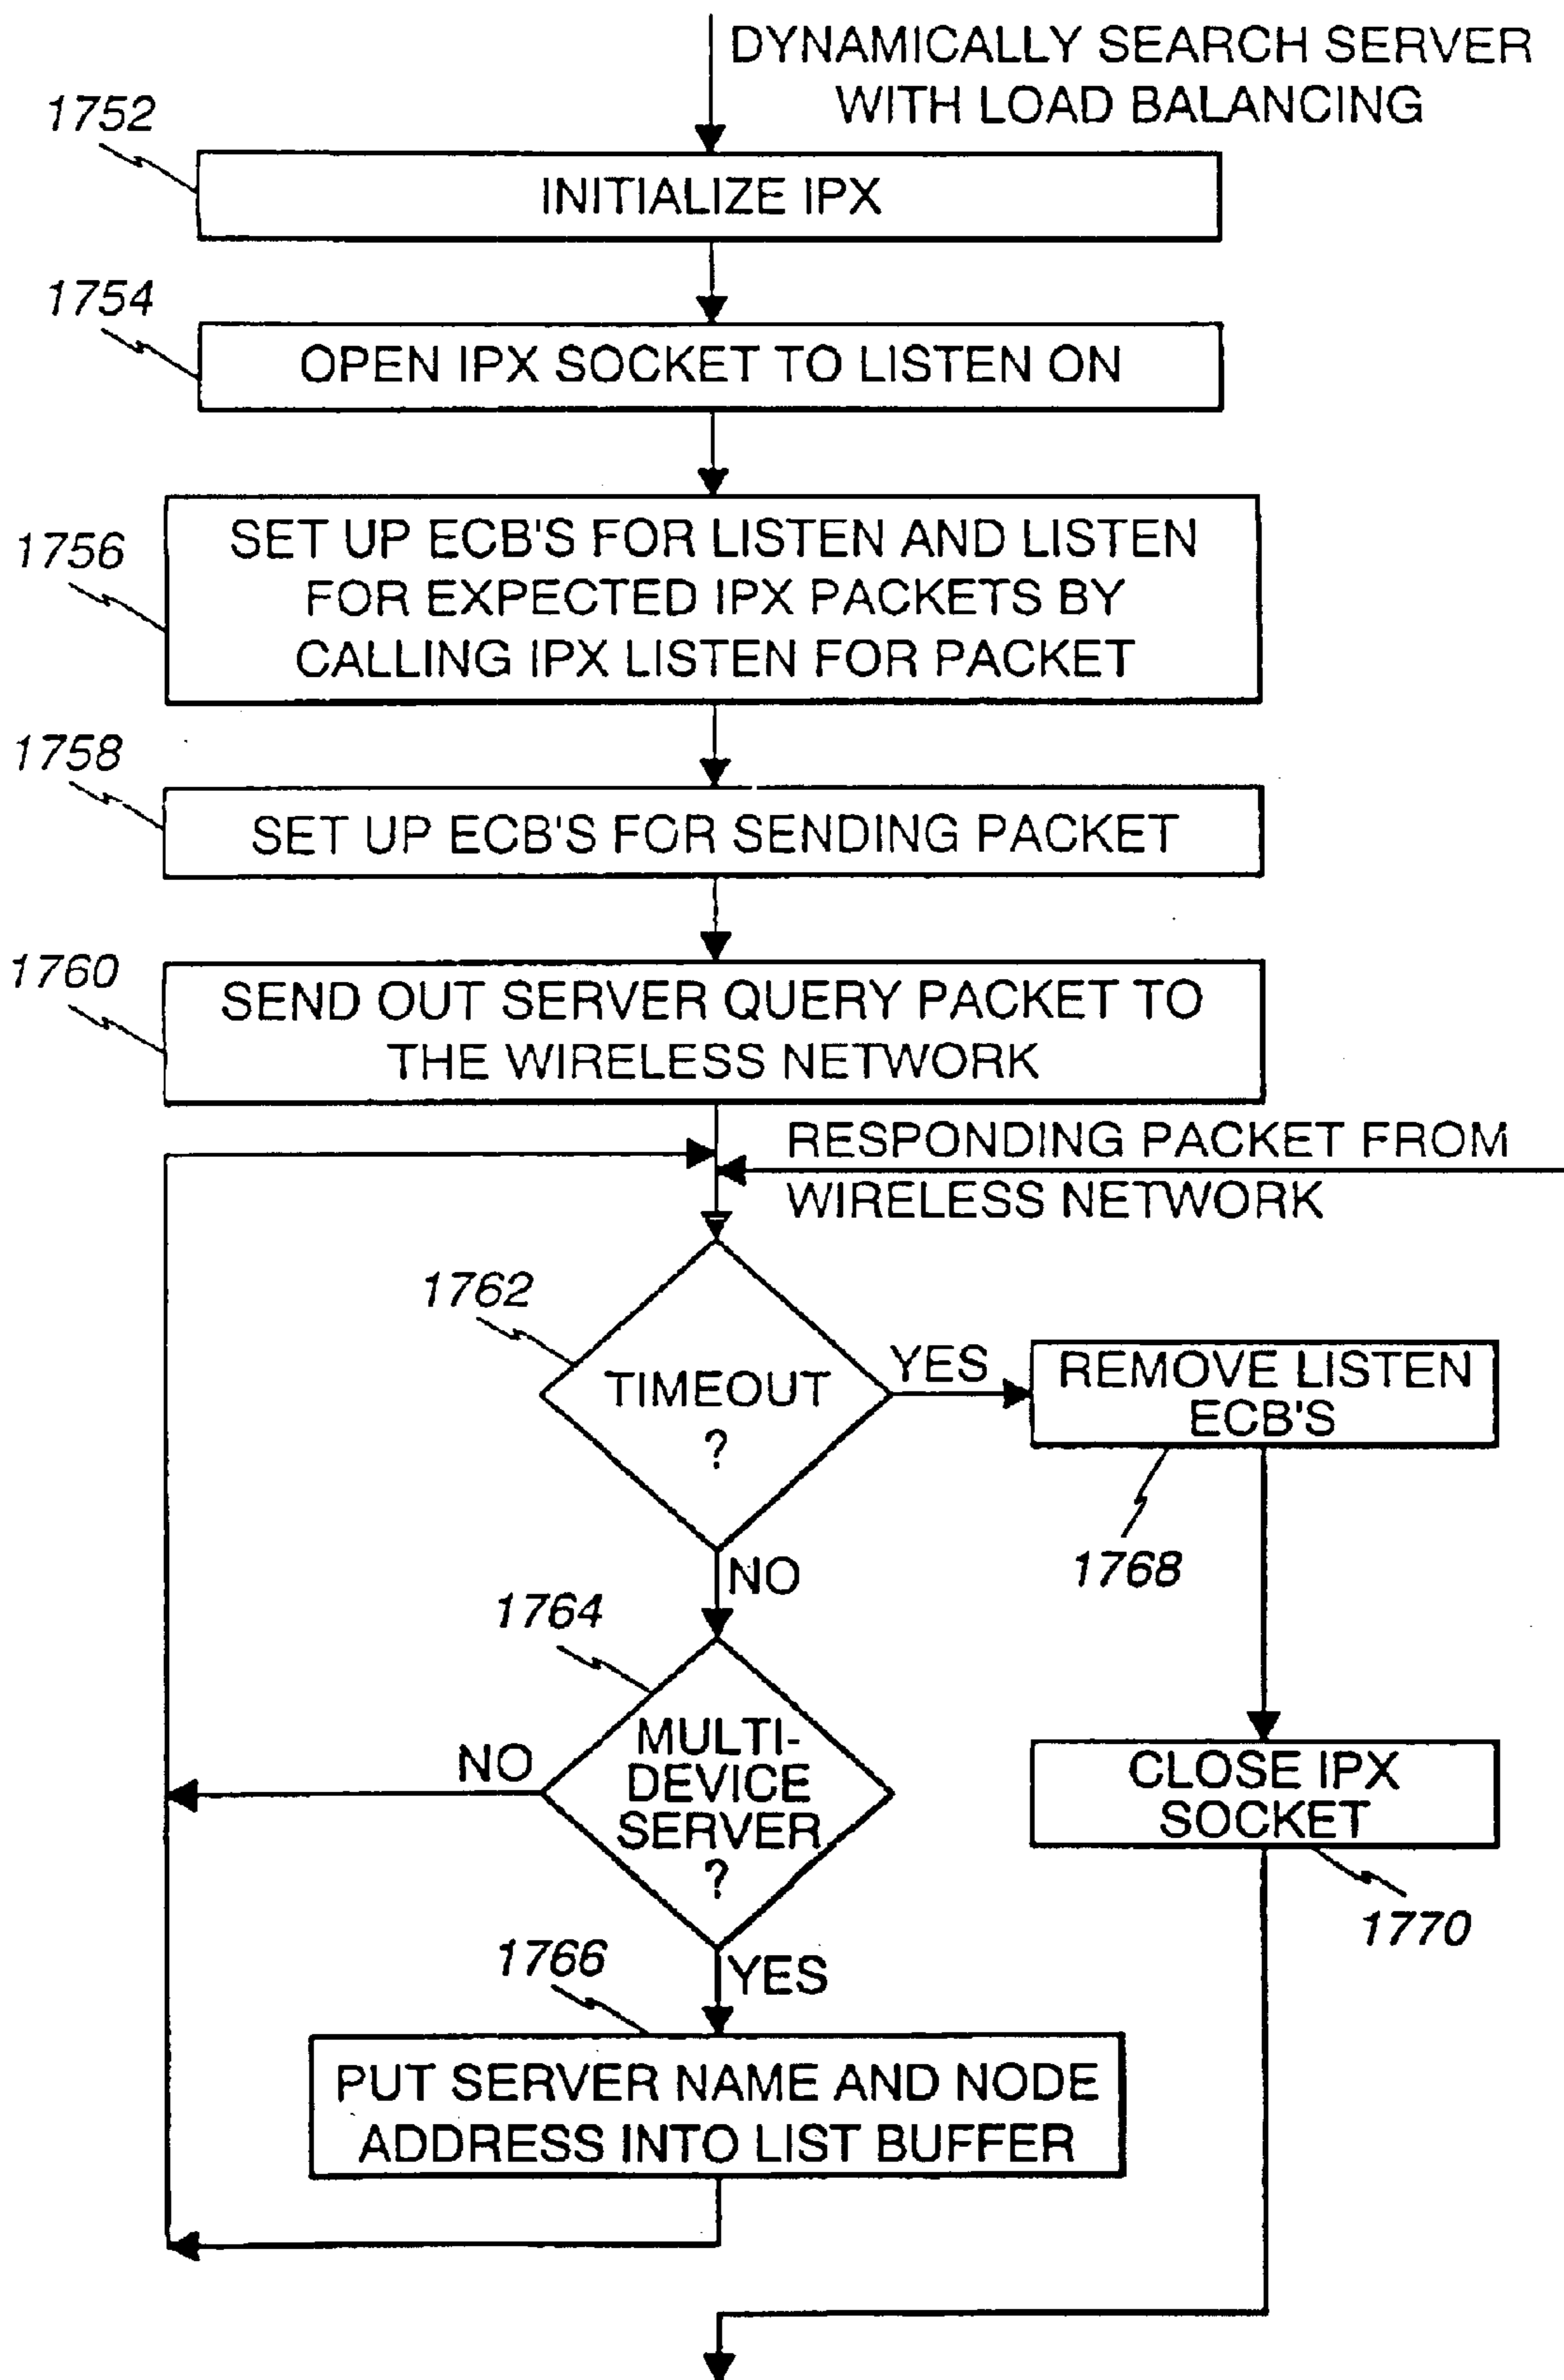 DYNAMICALLY SEARCH SERVER
WITH LOAD BALANCING
1752
INITIALIZE IPX
1754
OPEN IPX SOCKET TO LISTEN ON
1756
SET UP ECB'S FOR LISTEN AND LISTEN
FOR EXPECTED IPX PACKETS BY
CALLING IPX LISTEN FOR PACKET
1758
SET UP ECB'S FOR SENDING PACKET
1760
SEND OUT SERVER QUERY PACKET TO
THE WIRELESS NETWORK
RESPONDING PACKET FROM
WIRELESS NETWORK
1762
TIMEOUT
?
YES
REMOVE LISTEN
ECB'S
1768
NO
1764
MULTI-
DEVICE
SERVER
?
NO
CLOSE IPX
SOCKET
1770
1766
YES
PUT SERVER NAME AND NODE
ADDRESS INTO LIST BUFFER